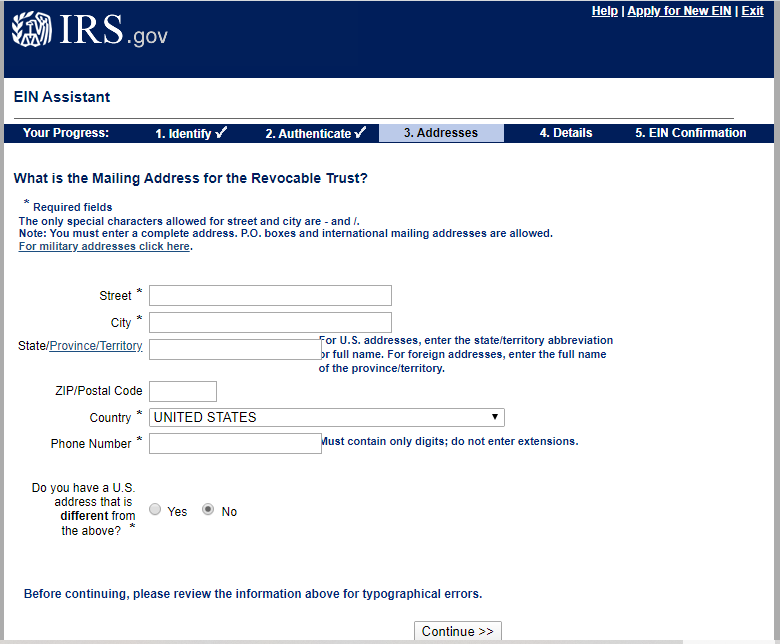 Help | Apply for New EIN | Exit
IRS.gov
EIN Assistant
Your Progress: 1. Identify ✓ 2. Authenticate ✓ 3. Addresses 4. Details 5. EIN Confirmation
What is the Mailing Address for the Revocable Trust?
* Required fields
The only special characters allowed for street and city are - and /.
Note: You must enter a complete address. P.O. boxes and international mailing addresses are allowed.
For military addresses click here.
Street *
City *
State/Province/Territory
For U.S. addresses, enter the state/territory abbreviation
or full name. For foreign addresses, enter the full name
of the province/territory.
ZIP/Postal Code
Country * UNITED STATES
Phone Number * Must contain only digits; do not enter extensions.
Do you have a U.S.
address that is
different from
the above? *
Yes No
Before continuing, please review the information above for typographical errors.
Continue >>